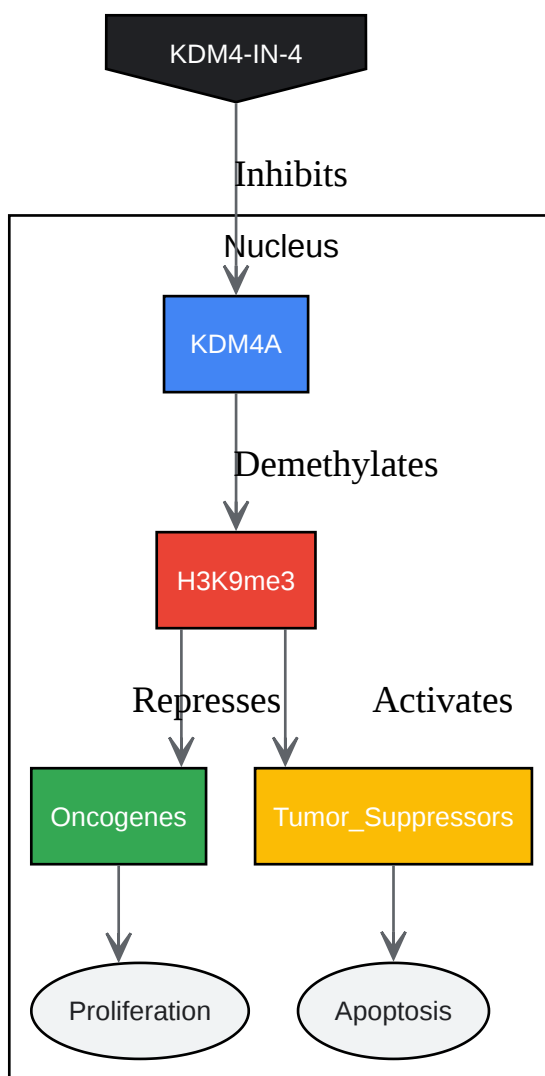 KDM4-IN-4
Inhibits
Nucleus
KDM4A
Demethylates
H3K9me3
Represses
Activates
Oncogenes
Tumor_Suppressors
Proliferation
Apoptosis